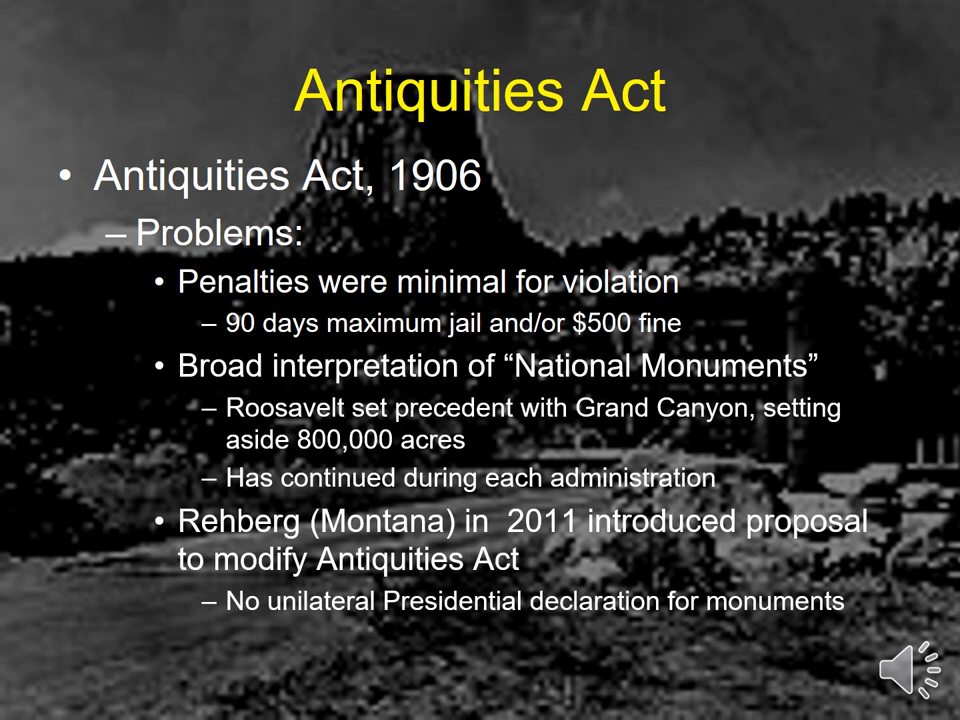 Antiquities Act
• Antiquities Act, 1906
– Problems:
• Penalties were minimal for violation
– 90 days maximum jail and/or $500 fine
• Broad interpretation of “National Monuments”
– Roosavelt set precedent with Grand Canyon, setting
aside 800,000 acres
– Has continued during each administration
• Rehberg (Montana) in  2011 introduced proposal
to modify Antiquities Act
– No unilateral Presidential declaration for monuments